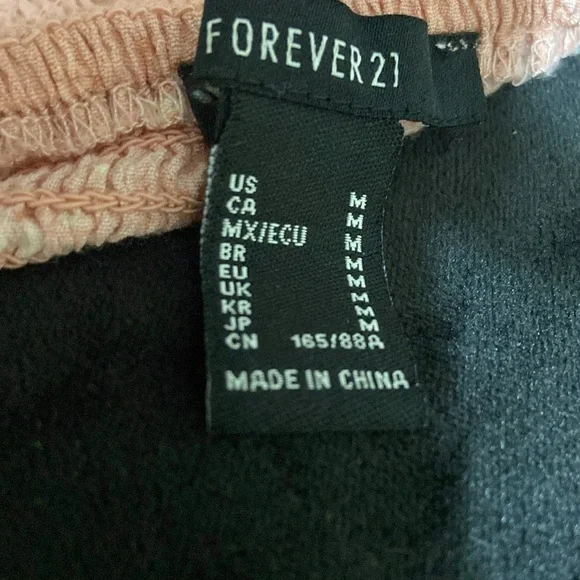 FOREVER 21
US M
CA M
MX/ECU M
BR M
EU M
UK M
KR M
JP M
CN 165/88A
MADE IN CHINA